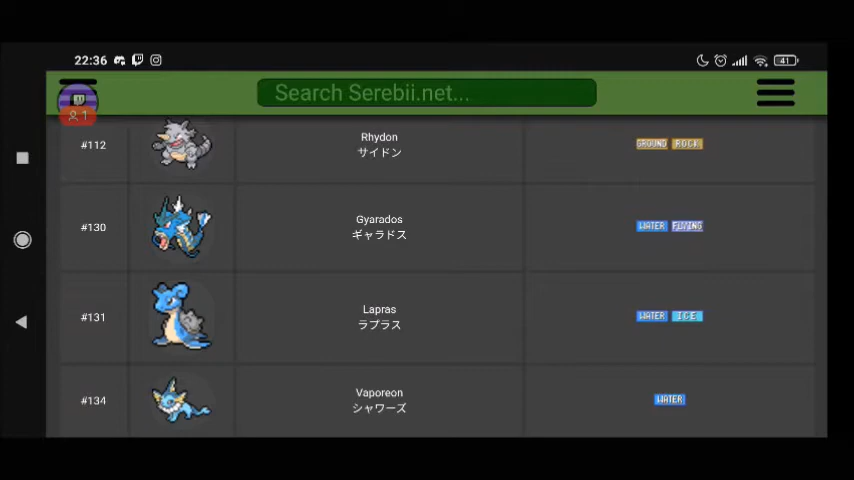 22:36
41
Search Serebii.net...
1
#112
Rhydon
サイドン
GROUND ROCK
#130
Gyarados
ギャラドス
WATER FLYING
#131
Lapras
ラプラス
WATER ICE
#134
Vaporeon
シャワーズ
WATER